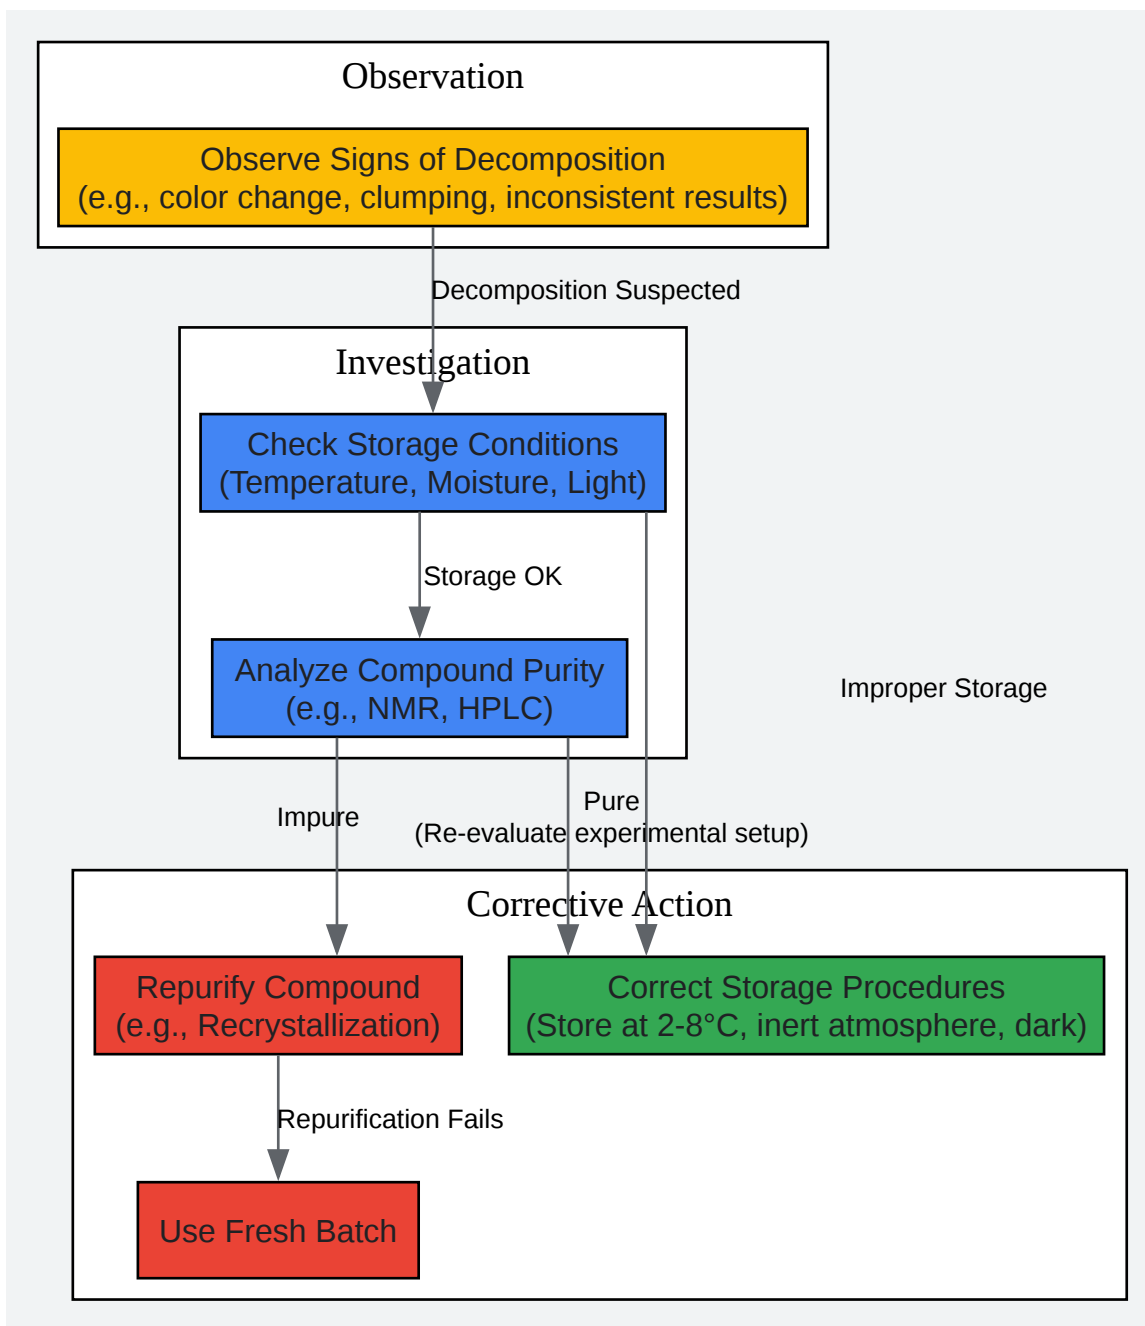 Observation
Observe Signs of Decomposition
(e.g., color change, clumping, inconsistent results)
Decomposition Suspected
Investigation
Check Storage Conditions
(Temperature, Moisture, Light)
Storage OK
Analyze Compound Purity
(e.g., NMR, HPLC)
Improper Storage
Impure
Pure
(Re-evaluate experimental setup)
Corrective Action
Repurify Compound
(e.g., Recrystallization)
Correct Storage Procedures
(Store at 2-8°C, inert atmosphere, dark)
Repurification Fails
Use Fresh Batch